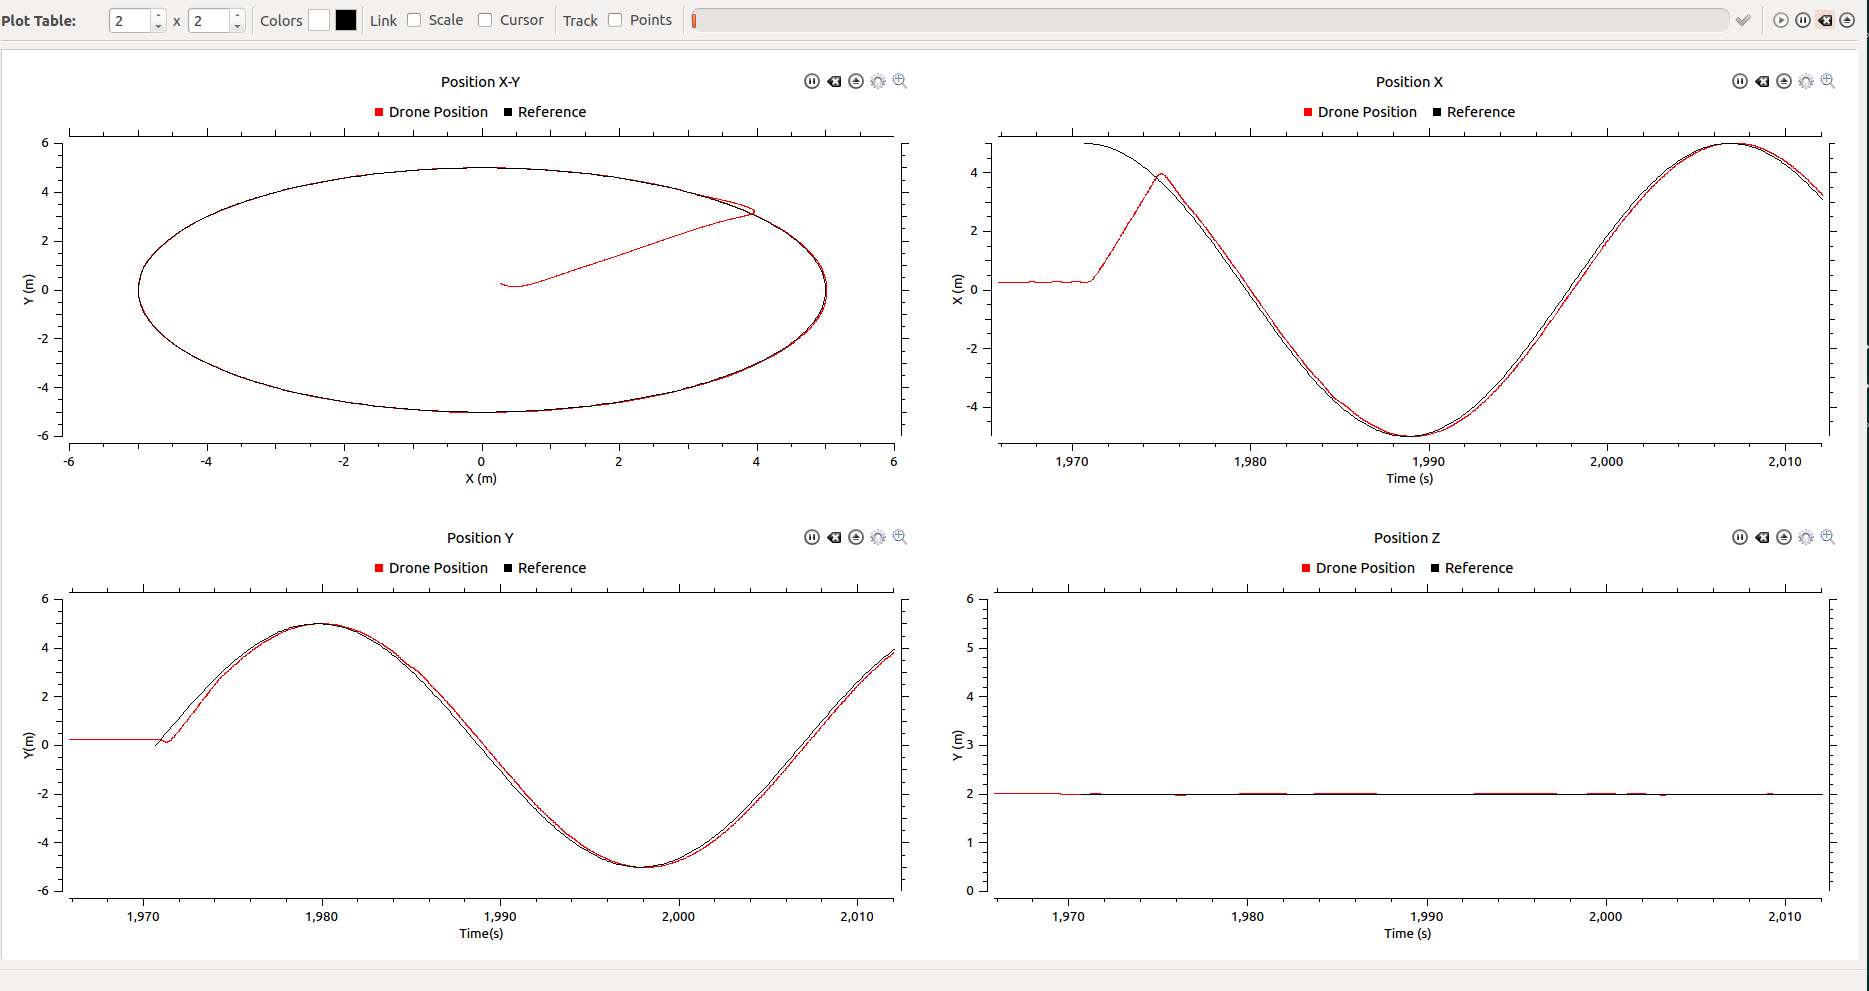 Plot Table: 2 x 2 Colors Link Scale Cursor Track Points
Position X-Y
Drone Position Reference
6
4
2
0
-2
-4
-6
Y (m)
-6 -4 -2 0 2 4 6
X (m)
Position X
Drone Position Reference
4
2
0
-2
-4
X (m)
1,970 1,980 1,990 2,000 2,010
Time (s)
Position Y
Drone Position Reference
6
4
2
0
-2
-4
-6
Y(m)
1,970 1,980 1,990 2,000 2,010
Time(s)
Position Z
Drone Position Reference
6
5
4
3
2
1
0
Y (m)
1,970 1,980 1,990 2,000 2,010
Time (s)